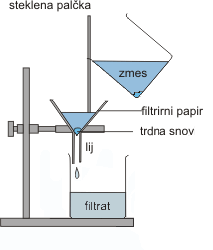 steklena palčka
zmes
filtrirni papir
trdna snov
lij
filtrat